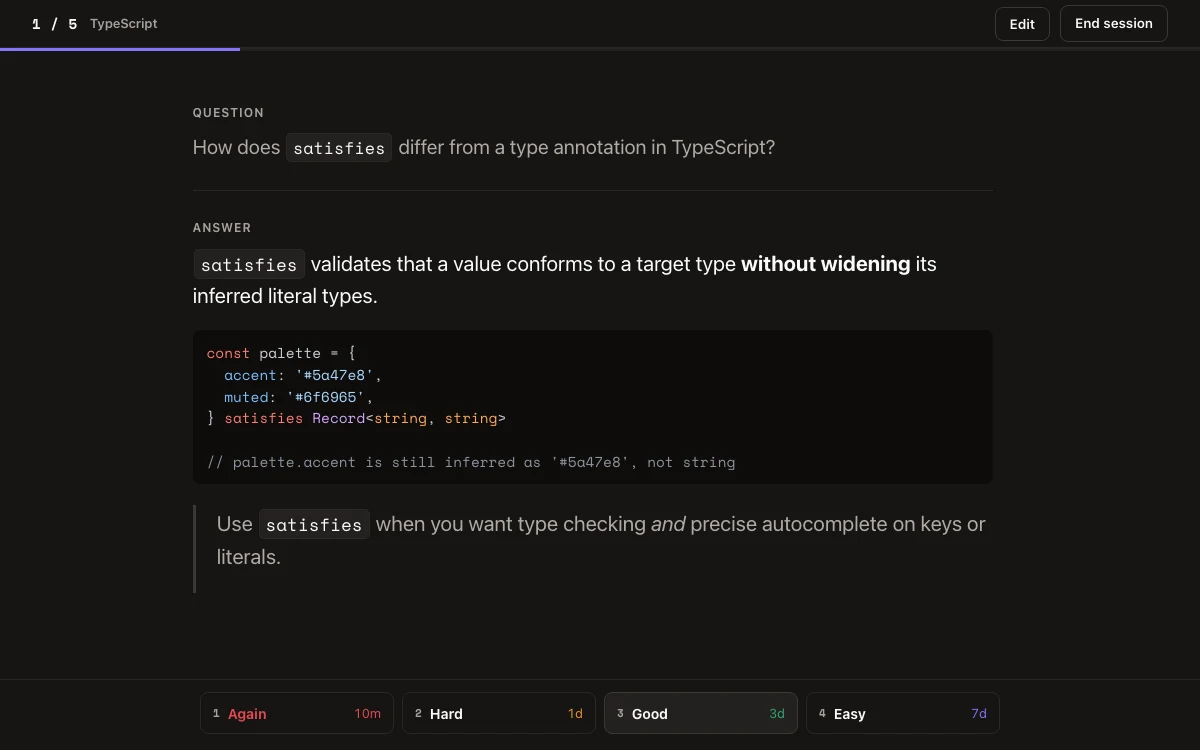 1 / 5 TypeScript Edit End session
QUESTION
How does satisfies differ from a type annotation in TypeScript?
ANSWER
satisfies validates that a value conforms to a target type without widening its
inferred literal types.
const palette = {
  accent: '#5a47e8',
  muted: '#6f6965',
} satisfies Record<string, string>
// palette.accent is still inferred as '#5a47e8', not string
Use satisfies when you want type checking and precise autocomplete on keys or
literals.
1 Again 10m 2 Hard 1d 3 Good 3d 4 Easy 7d